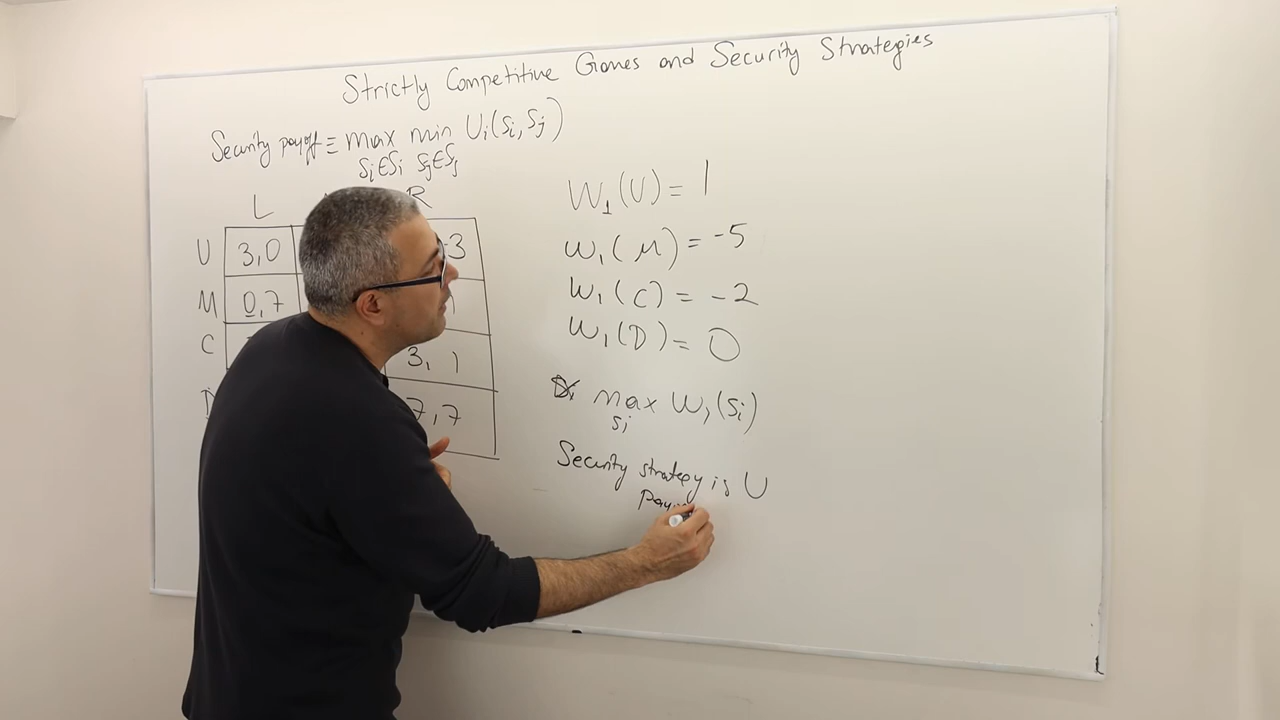 Strictly Competitive Games and Security Strategies
Security payoff ≡ max min Ui(si, sj)
si∈Si sj∈Sj
L R
U 3,0 -3
M 0,7 1
C 3, 1
D 7,7
W1(U) = 1
W1(M) = -5
W1(C) = -2
W1(D) = 0
max W1(si)
si
Security strategy is U